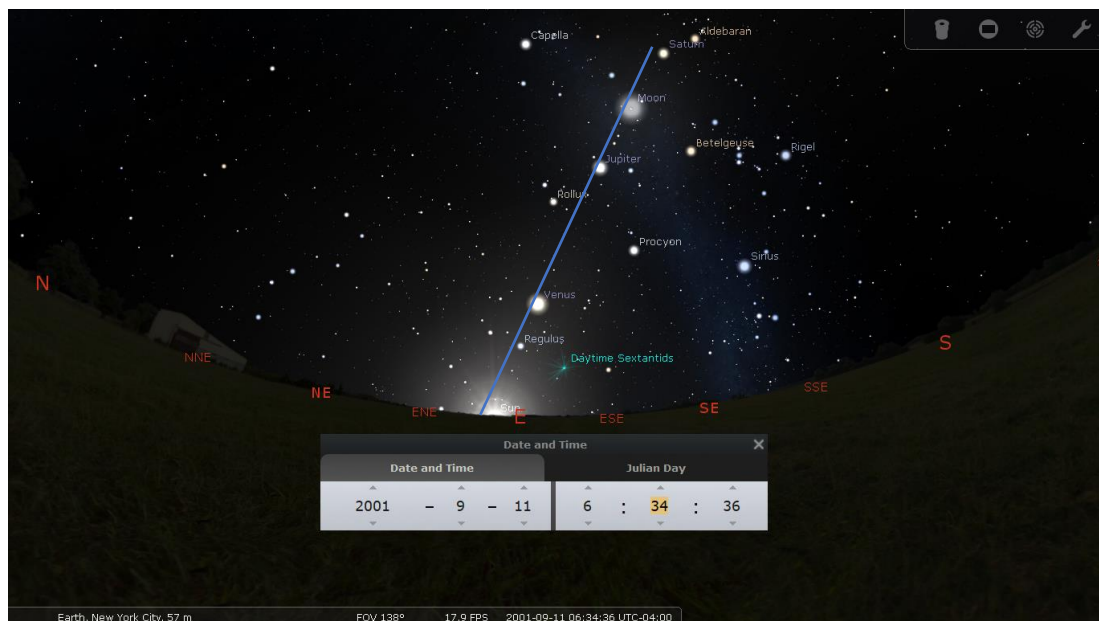 Capella
Aldebaran
Saturn
Moon
Betelgeuse
Rigel
Jupiter
Pollux
Procyon
Sirius
N
Venus
Regulus
S
Daytime Sextantids
NNE
NE
SSE
ENE
Sun
E
ESE
SE
Date and Time
Date and Time Julian Day
2001 – 9 – 11 6 : 34 : 36
Earth, New York City, 57 m FOV 138° 17.9 FPS 2001-09-11 06:34:36 UTC-04:00